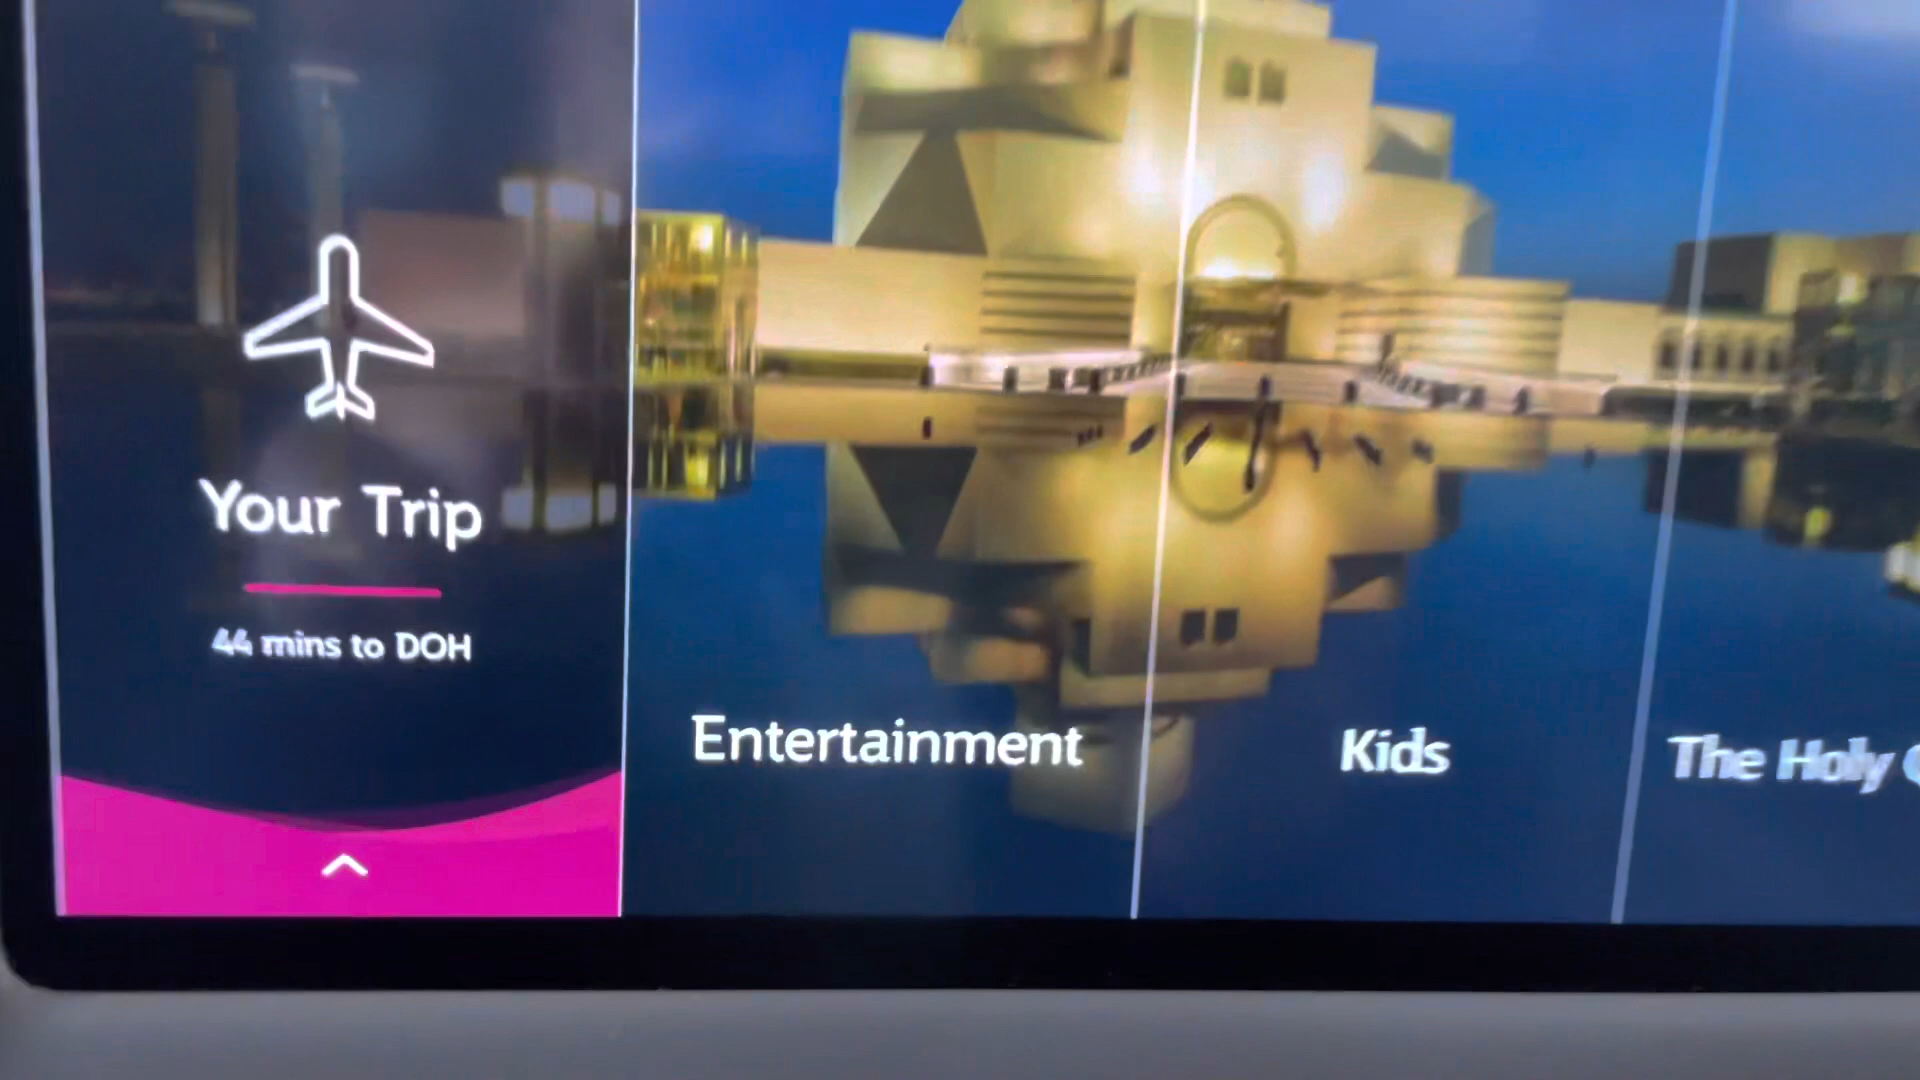 Your Trip
44 mins to DOH
Entertainment
Kids
The Holy